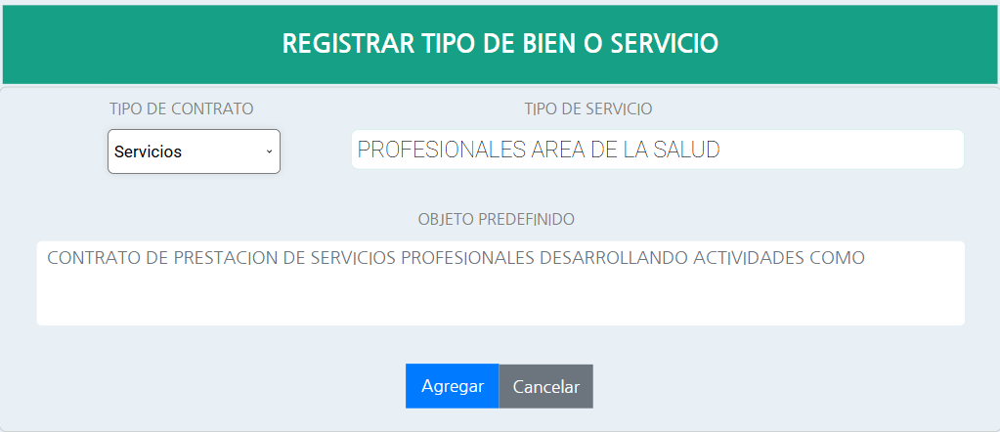 REGISTRAR TIPO DE BIEN O SERVICIO
TIPO DE CONTRATO
TIPO DE SERVICIO
Servicios
PROFESIONALES AREA DE LA SALUD
OBJETO PREDEFINIDO
CONTRATO DE PRESTACION DE SERVICIOS PROFESIONALES DESARROLLANDO ACTIVIDADES COMO
Agregar
Cancelar